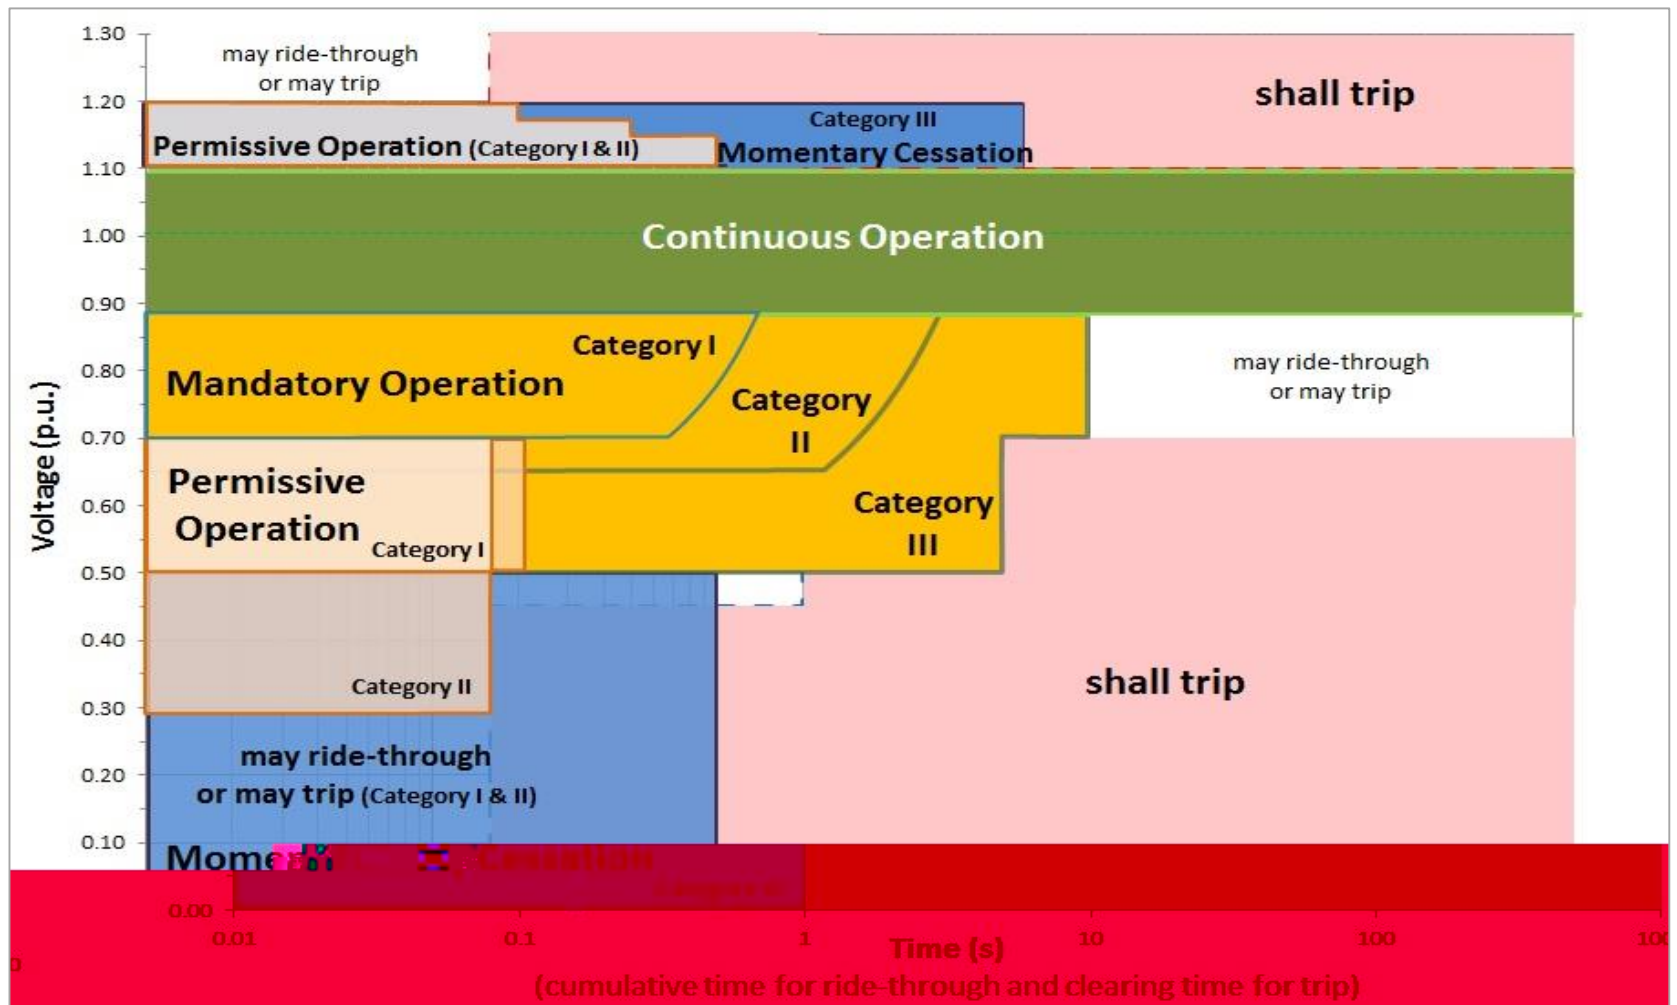 1.30
may ride-through
or may trip
shall trip
1.20
Category III
Permissive Operation (Category I & II)
Momentary Cessation
1.10
1.00
Continuous Operation
0.90
Category I
may ride-through
or may trip
0.80
Mandatory Operation
Category
II
0.70
Voltage (p.u.)
Permissive
Operation
Category I
0.60
Category
III
0.50
0.40
Category II
shall trip
0.30
may ride-through
or may trip (Category I & II)
0.20
0.10
Cessation
0.00
0.01
0.1
1
10
100
Time (s)
(cumulative time for ride-through and clearing time for trip)